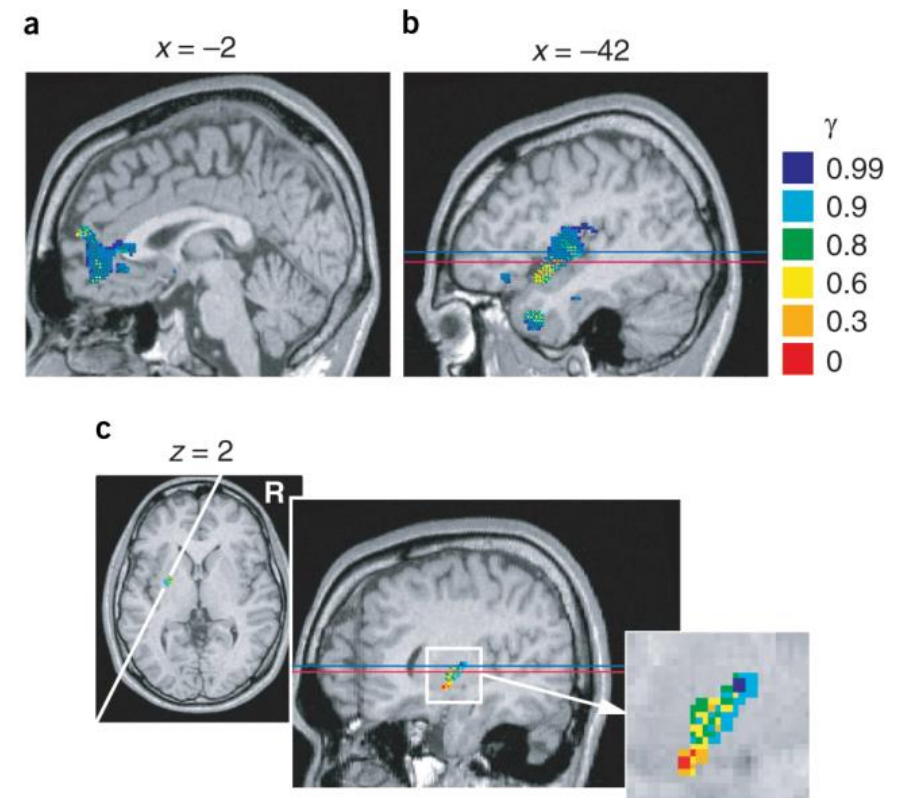 a
x = –2
b
x = –42
γ
0.99
0.9
0.8
0.6
0.3
0
c
z = 2
R